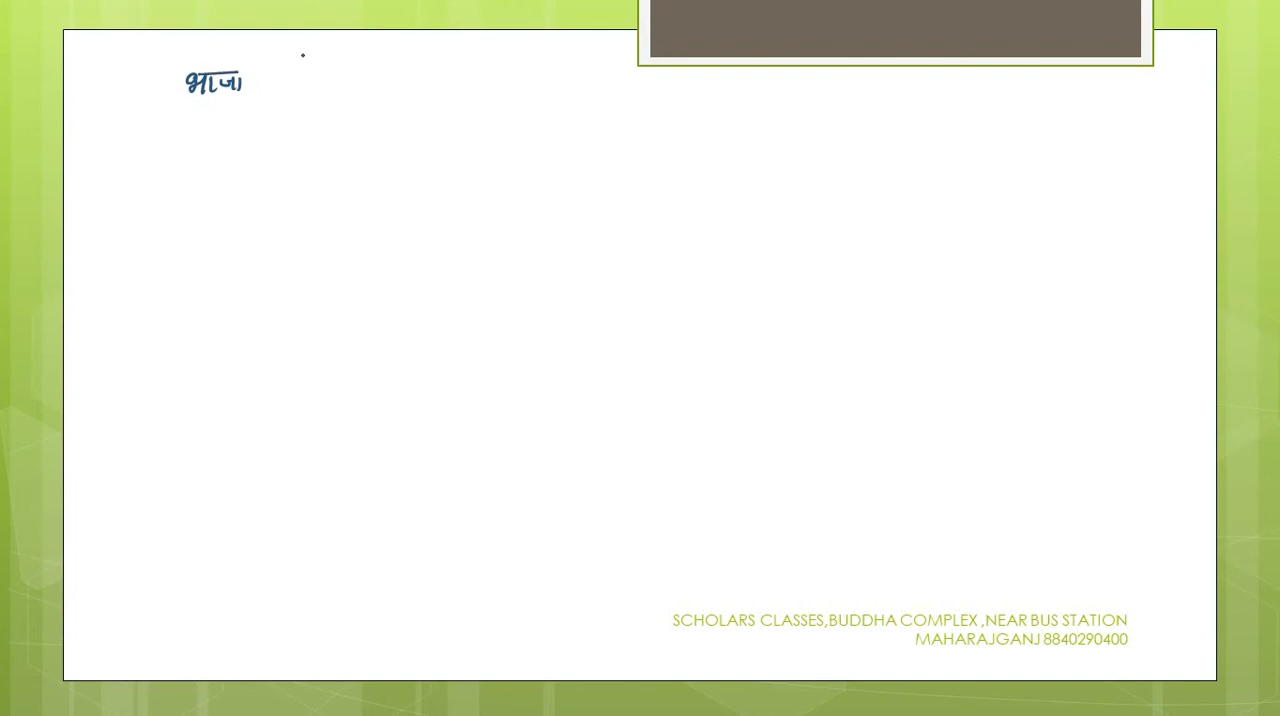 भाजा
SCHOLARS CLASSES,BUDDHA COMPLEX ,NEAR BUS STATION
MAHARAJGANJ 8840290400